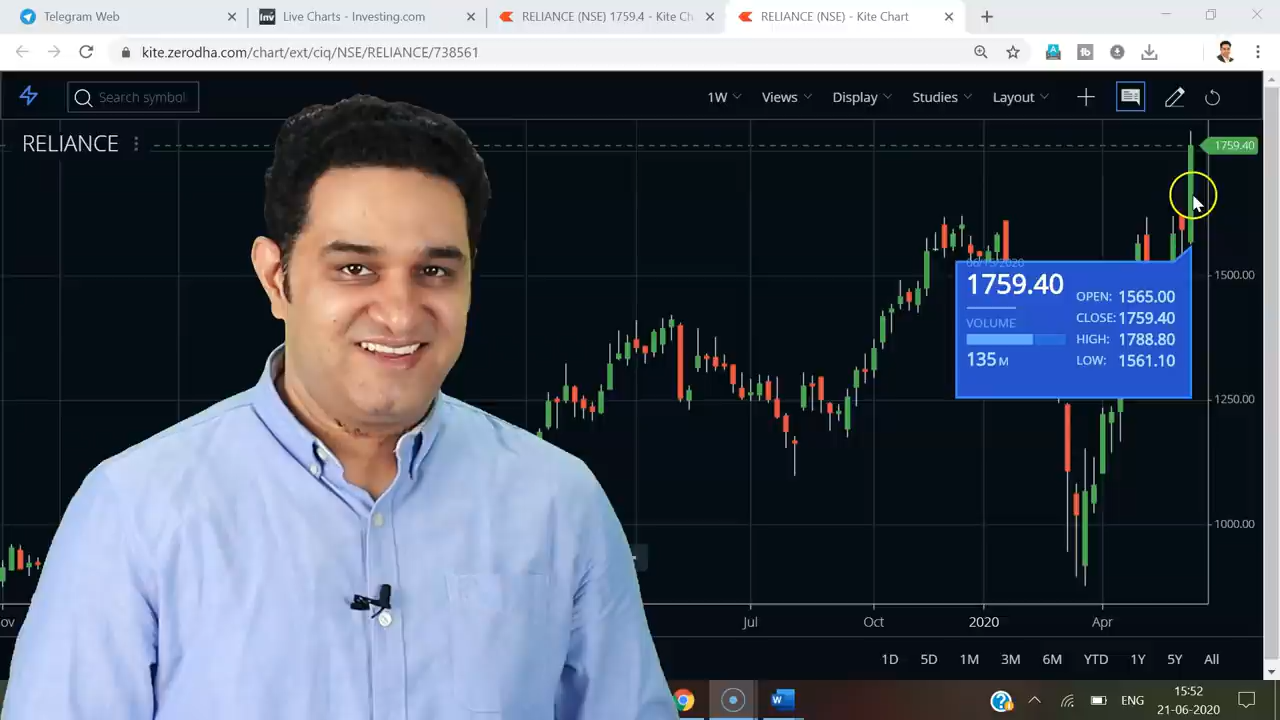 Telegram Web
Live Charts - Investing.com
RELIANCE (NSE) 1759.4 - Kite C
RELIANCE (NSE) - Kite Chart
kite.zerodha.com/chart/ext/ciq/NSE/RELIANCE/738561
Search symbol
1W
Views
Display
Studies
Layout
RELIANCE
1759.40
1500.00
1250.00
1000.00
06/15/2020
1759.40
VOLUME
135 M
OPEN: 1565.00
CLOSE: 1759.40
HIGH: 1788.80
LOW: 1561.10
ov
Jul
Oct
2020
Apr
1D 5D 1M 3M 6M YTD 1Y 5Y All
ENG
15:52
21-06-2020